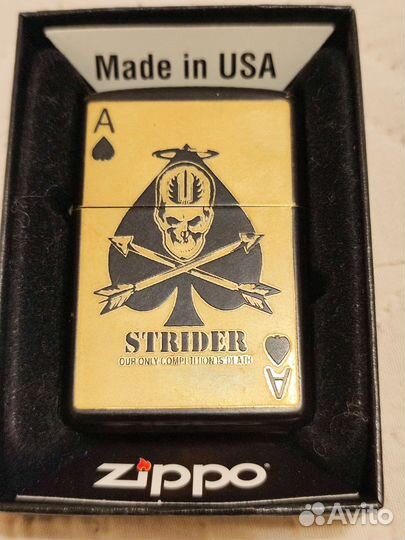 Made in USA
A
STRIDER
OUR ONLY COMPETITION IS DEATH
A
zippo
Avito